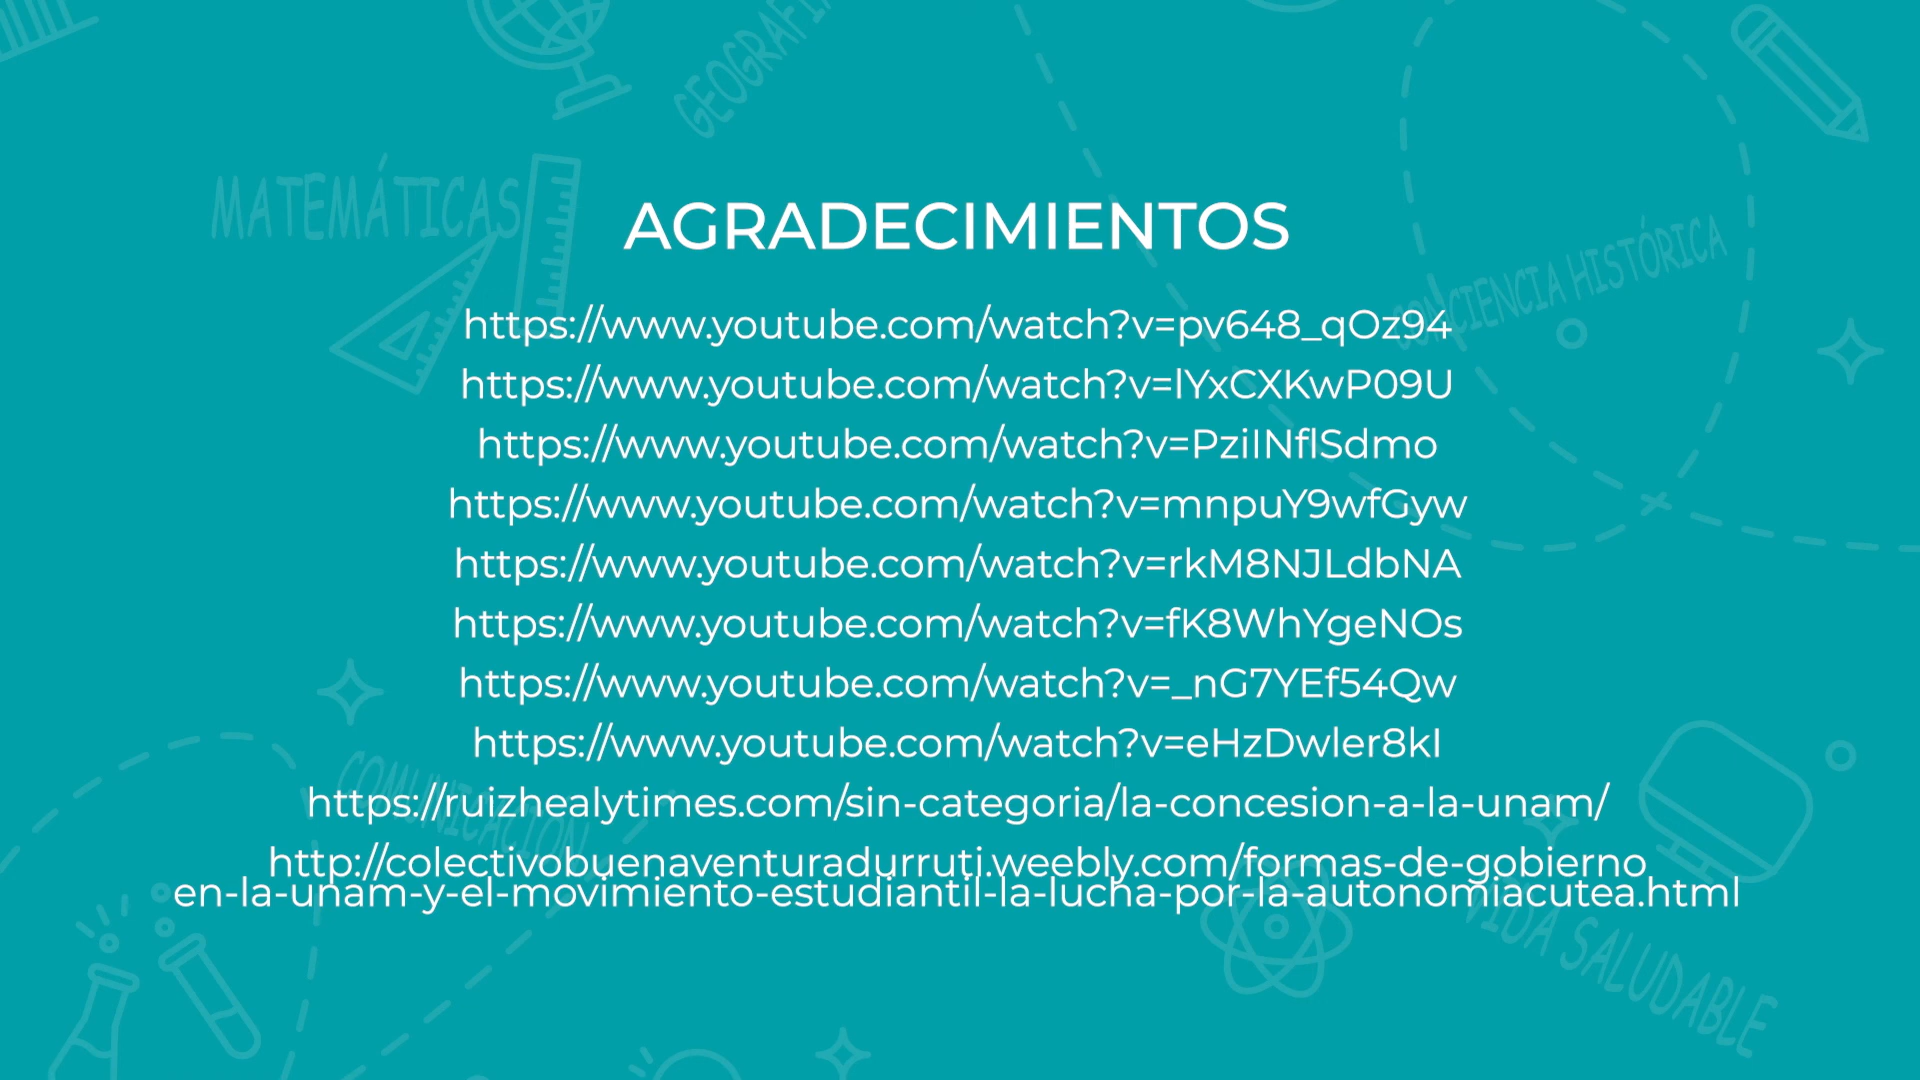 GEOGRAFÍA
MATEMÁTICAS
AGRADECIMIENTOS
CONCIENCIA HISTÓRICA
https://www.youtube.com/watch?v=pv648_qOz94
https://www.youtube.com/watch?v=lYxCXKwP09U
https://www.youtube.com/watch?v=PziINflSdmo
https://www.youtube.com/watch?v=mnpuY9wfGyw
https://www.youtube.com/watch?v=rkM8NJLdbNA
https://www.youtube.com/watch?v=fK8WhYgeNOs
https://www.youtube.com/watch?v=_nG7YEf54Qw
https://www.youtube.com/watch?v=eHzDwler8kI
COMUNICACIÓN
https://ruizhealytimes.com/sin-categoria/la-concesion-a-la-unam/
http://colectivobuenaventuradurruti.weebly.com/formas-de-gobierno
en-la-unam-y-el-movimiento-estudiantil-la-lucha-por-la-autonomiacutea.html
VIDA SALUDABLE